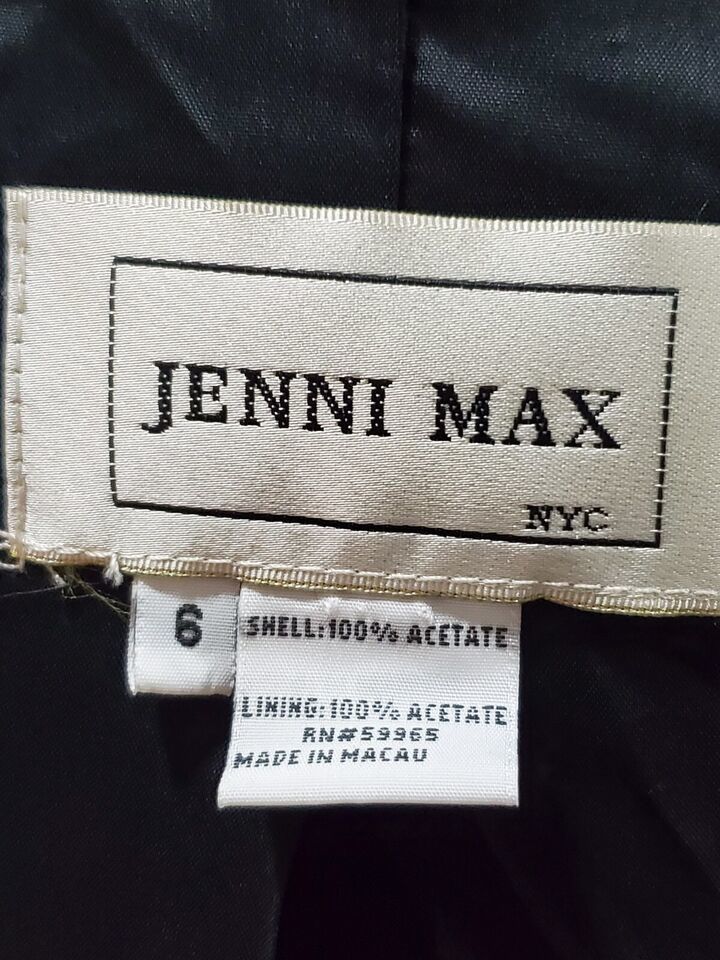 JENNI MAX
NYC
6
SHELL:100% ACETATE
LINING:100% ACETATE
RN#59965
MADE IN MACAU